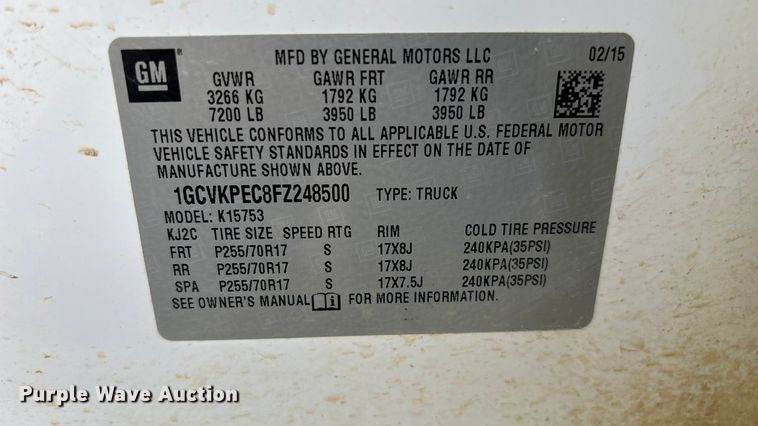 GM ®
MFD BY GENERAL MOTORS LLC 02/15
GVWR GAWR FRT GAWR RR
3266 KG 1792 KG 1792 KG
7200 LB 3950 LB 3950 LB
THIS VEHICLE CONFORMS TO ALL APPLICABLE U.S. FEDERAL MOTOR
VEHICLE SAFETY STANDARDS IN EFFECT ON THE DATE OF
MANUFACTURE SHOWN ABOVE.
1GCVKPEC8FZ248500 TYPE: TRUCK
MODEL: K15753
KJ2C TIRE SIZE SPEED RTG RIM COLD TIRE PRESSURE
FRT P255/70R17 S 17X8J 240KPA(35PSI)
RR P255/70R17 S 17X8J 240KPA(35PSI)
SPA P255/70R17 S 17X7.5J 240KPA(35PSI)
SEE OWNER'S MANUAL FOR MORE INFORMATION.
Purple Wave Auction